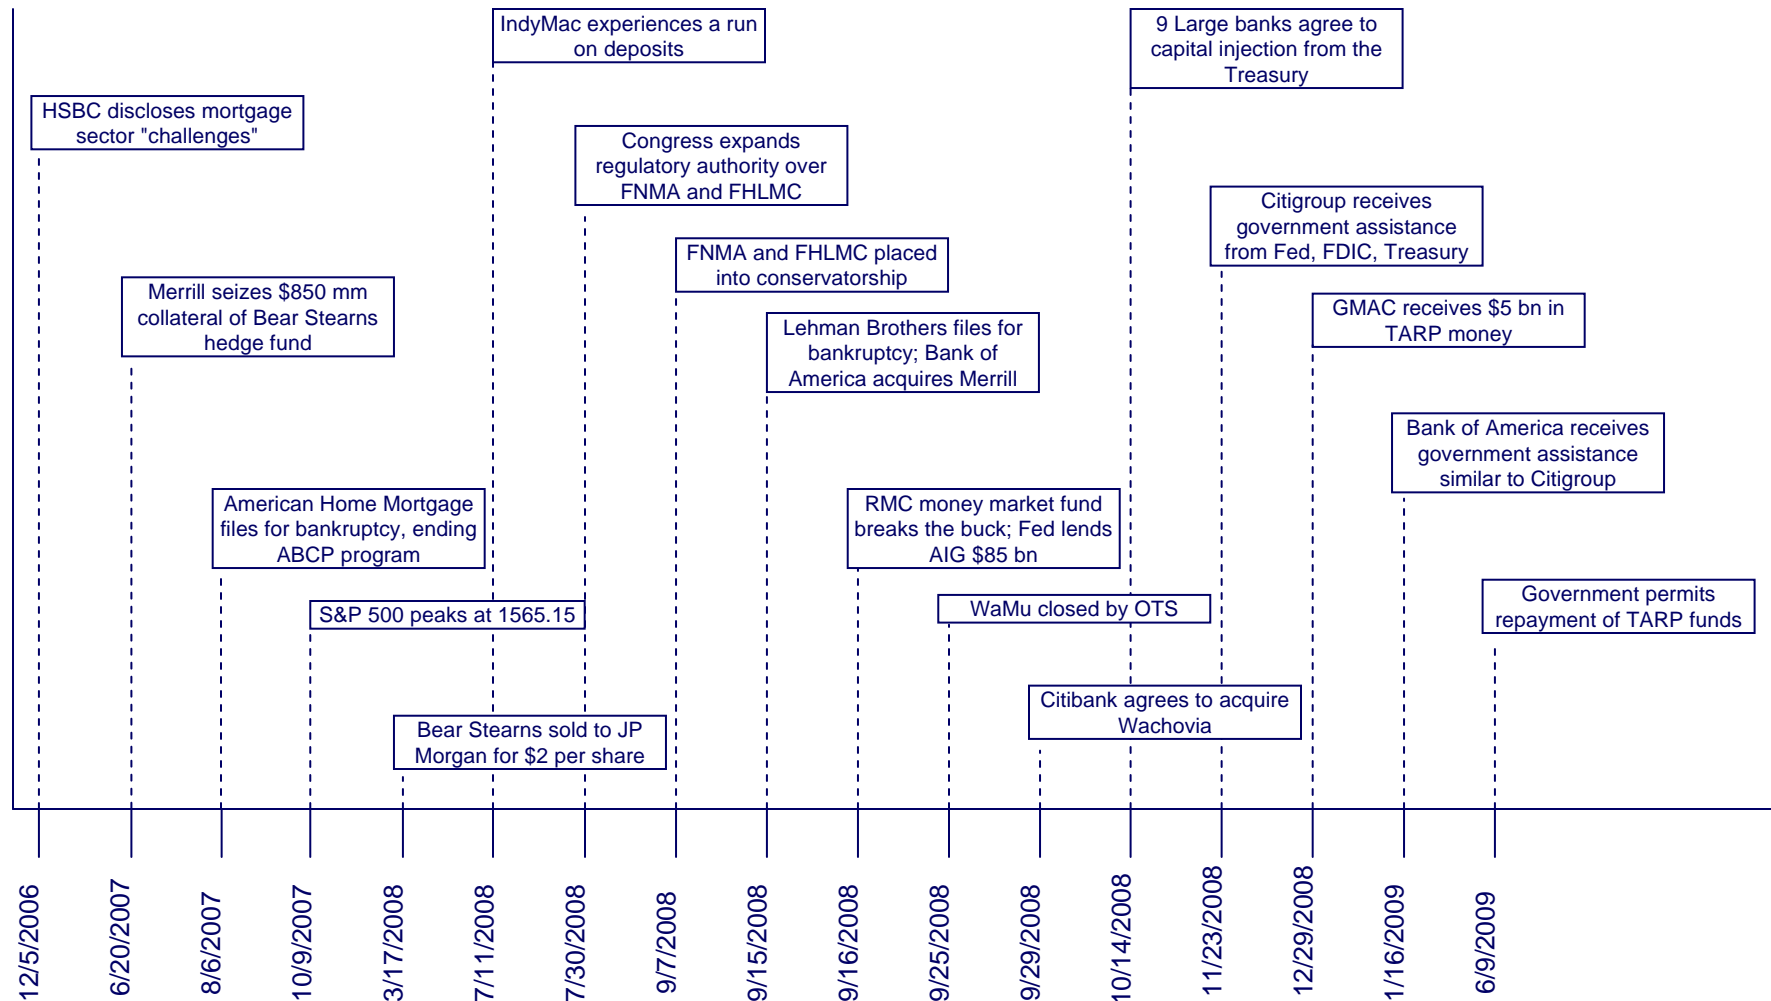 IndyMac experiences a run
on deposits
9 Large banks agree to
capital injection from the
Treasury
HSBC discloses mortgage
sector "challenges"
Congress expands
regulatory authority over
FNMA and FHLMC
Citigroup receives
government assistance
from Fed, FDIC, Treasury
FNMA and FHLMC placed
into conservatorship
Merrill seizes $850 mm
collateral of Bear Stearns
hedge fund
GMAC receives $5 bn in
TARP money
Lehman Brothers files for
bankruptcy; Bank of
America acquires Merrill
Bank of America receives
government assistance
similar to Citigroup
American Home Mortgage
files for bankruptcy, ending
ABCP program
RMC money market fund
breaks the buck; Fed lends
AIG $85 bn
Government permits
repayment of TARP funds
S&P 500 peaks at 1565.15
WaMu closed by OTS
Citibank agrees to acquire
Wachovia
Bear Stearns sold to JP
Morgan for $2 per share
12/5/2006
6/20/2007
8/6/2007
10/9/2007
3/17/2008
7/11/2008
7/30/2008
9/7/2008
9/15/2008
9/16/2008
9/25/2008
9/29/2008
10/14/2008
11/23/2008
12/29/2008
1/16/2009
6/9/2009